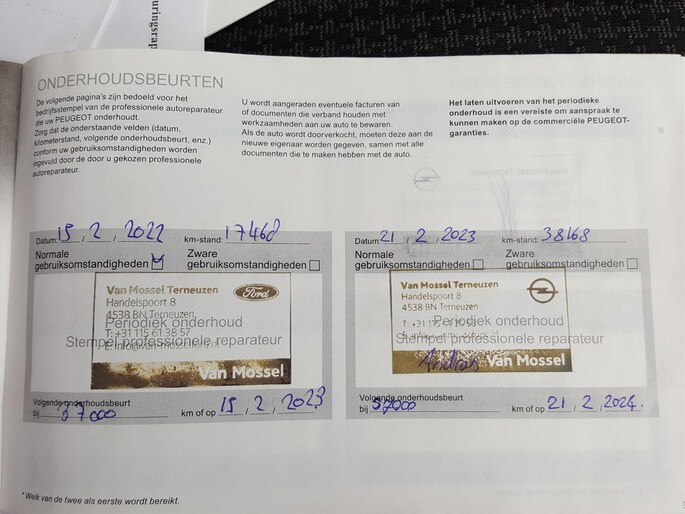 uringsrap
ONDERHOUDSBEURTEN
De volgende pagina's zijn bedoeld voor het
bedrijfsstempel van de professionele autoreparateur
die uw PEUGEOT onderhoudt.
Zorg dat de onderstaande velden (datum,
kilometerstand, volgende onderhoudsbeurt, enz.)
conform uw gebruiksomstandigheden worden
ingevuld door de door u gekozen professionele
autoreparateur.
U wordt aangeraden eventuele facturen van
of documenten die verband houden met
werkzaamheden aan uw auto te bewaren.
Als de auto wordt doorverkocht, moeten deze aan de
nieuwe eigenaar worden gegeven, samen met alle
documenten die te maken hebben met de auto.
Het laten uitvoeren van het periodieke
onderhoud is een vereiste om aanspraak te
kunnen maken op de commerciële PEUGEOT-
garanties.
Datum: 15, 2, 2022 km-stand: 17468
Normale
gebruiksomstandigheden
Zware
gebruiksomstandigheden
Van Mossel Terneuzen
Ford
Handelspoort 8
4538 BN Terneuzen
Periodiek onderhoud
T: +31 115 61 38 57
Stempel professionele reparateur
Van Mossel
Volgende onderhoudsbeurt
bij 37000 km of op 15, 2, 2023
Datum: 21, 2, 2023 km-stand: 38168
Normale
gebruiksomstandigheden
Zware
gebruiksomstandigheden
Van Mossel Terneuzen
Handelspoort 8
4538 BN Terneuzen
Periodiek onderhoud
Stempel professionele reparateur
Van Mossel
Volgende onderhoudsbeurt
bij km of op 21, 2, 2024.
* Welk van de twee als eerste wordt bereikt.